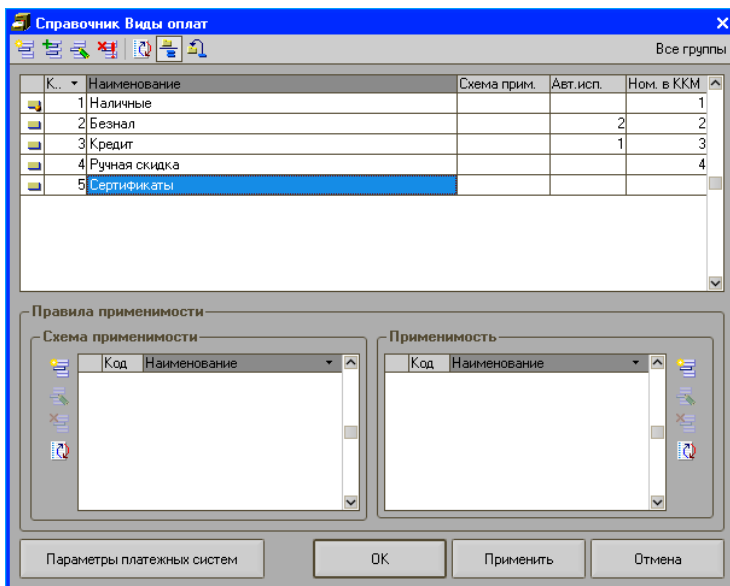 Справочник Виды оплат
Все группы
К.. Наименование Схема прим. Авт.исп. Ном. в ККМ
1 Наличные 1
2 Безнал 2 2
3 Кредит 1 3
4 Ручная скидка 4
5 Сертификаты
Правила применимости
Схема применимости Применимость
Код Наименование Код Наименование
Параметры платежных систем ОК Применить Отмена